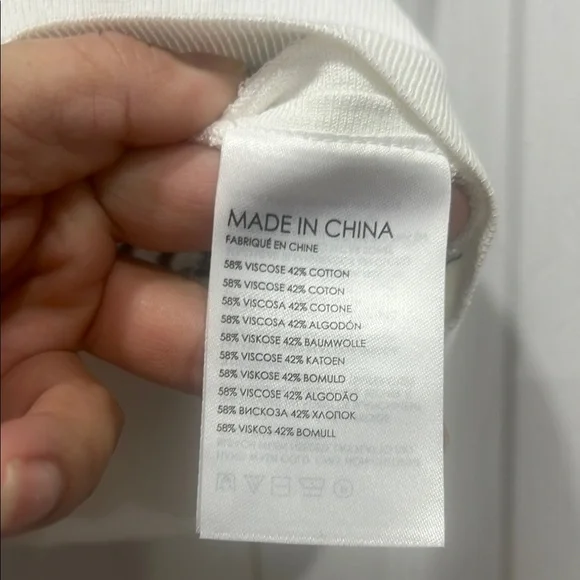 MADE IN CHINA
FABRIQUÉ EN CHINE
58% VISCOSE 42% COTTON
58% VISCOSE 42% COTON
58% VISCOSA 42% COTONE
58% VISCOSA 42% ALGODÓN
58% VISKOSE 42% BAUMWOLLE
58% VISCOSE 42% KATOEN
58% VISKOSE 42% BOMULD
58% VISCOSE 42% ALGODÃO
58% ВИСКОЗА 42% ХЛОПОК
58% VISKOS 42% BOMULL